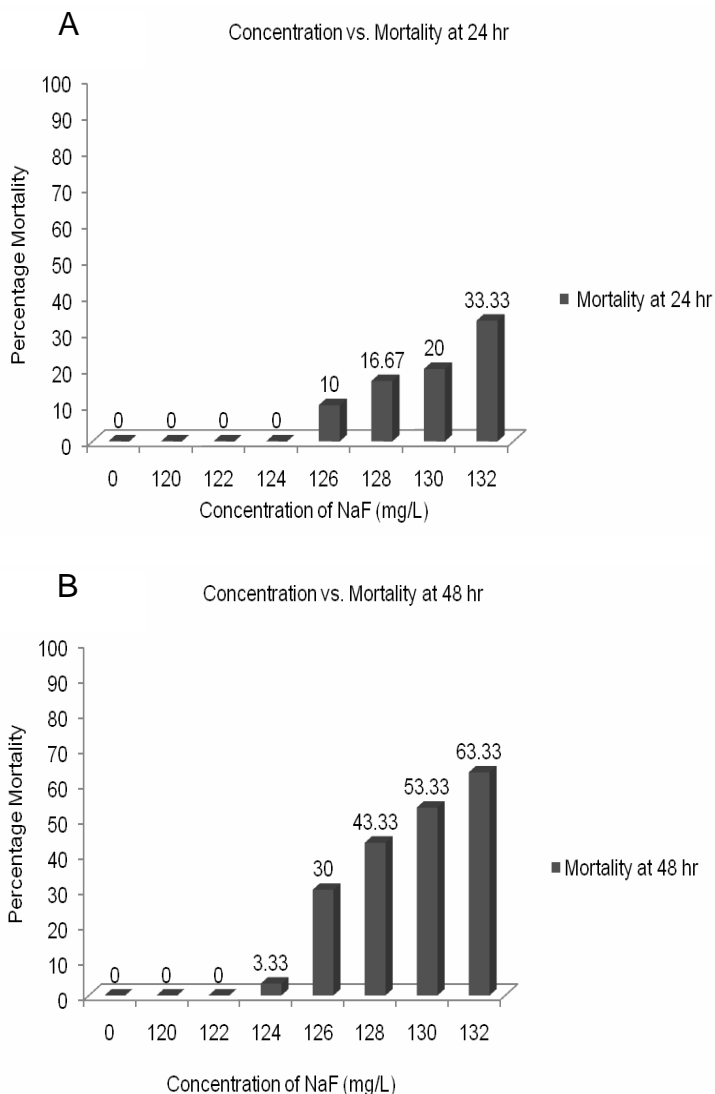 A
Concentration vs. Mortality at 24 hr
Percentage Mortality
100
90
80
70
60
50
40
30
20
10
0
0 0 0 0 10 16.67 20 33.33
0 120 122 124 126 128 130 132
Concentration of NaF (mg/L)
Mortality at 24 hr
B
Concentration vs. Mortality at 48 hr
Percentage Mortality
100
90
80
70
60
50
40
30
20
10
0
0 0 0 3.33 30 43.33 53.33 63.33
0 120 122 124 126 128 130 132
Concentration of NaF (mg/L)
Mortality at 48 hr